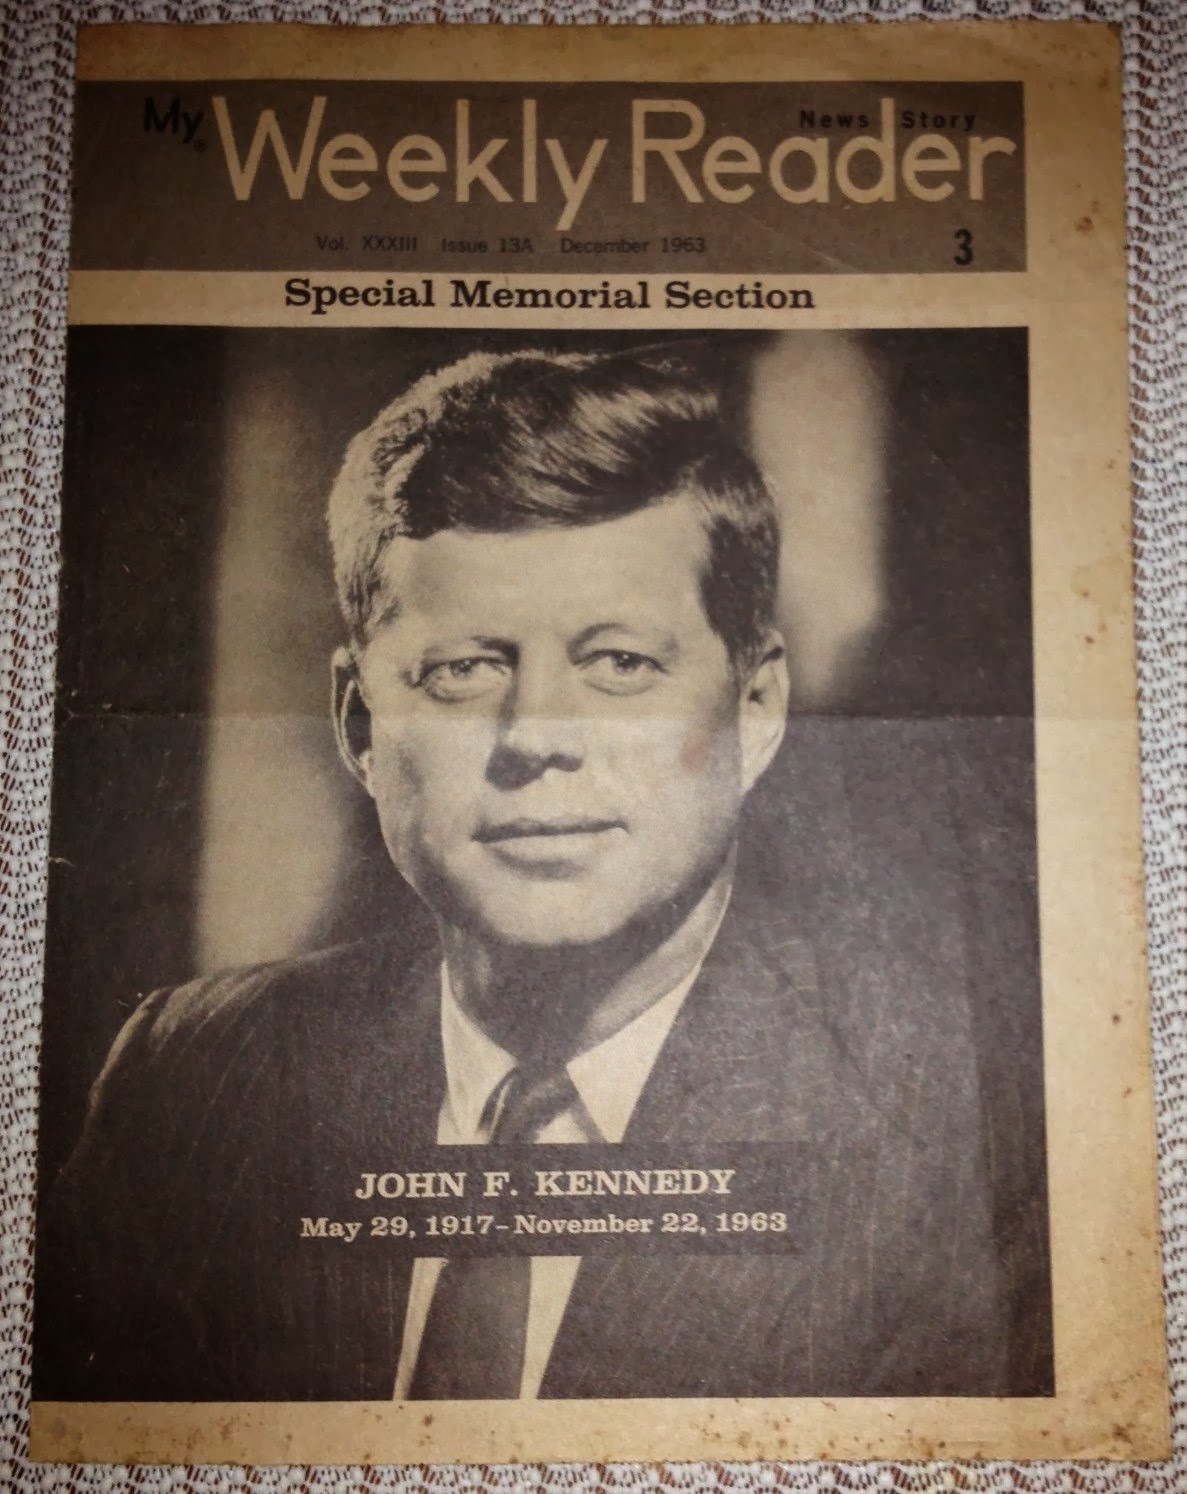 My® Weekly Reader
News Story
Vol. XXXIII Issue 13A December 1963
3
Special Memorial Section
JOHN F. KENNEDY
May 29, 1917–November 22, 1963